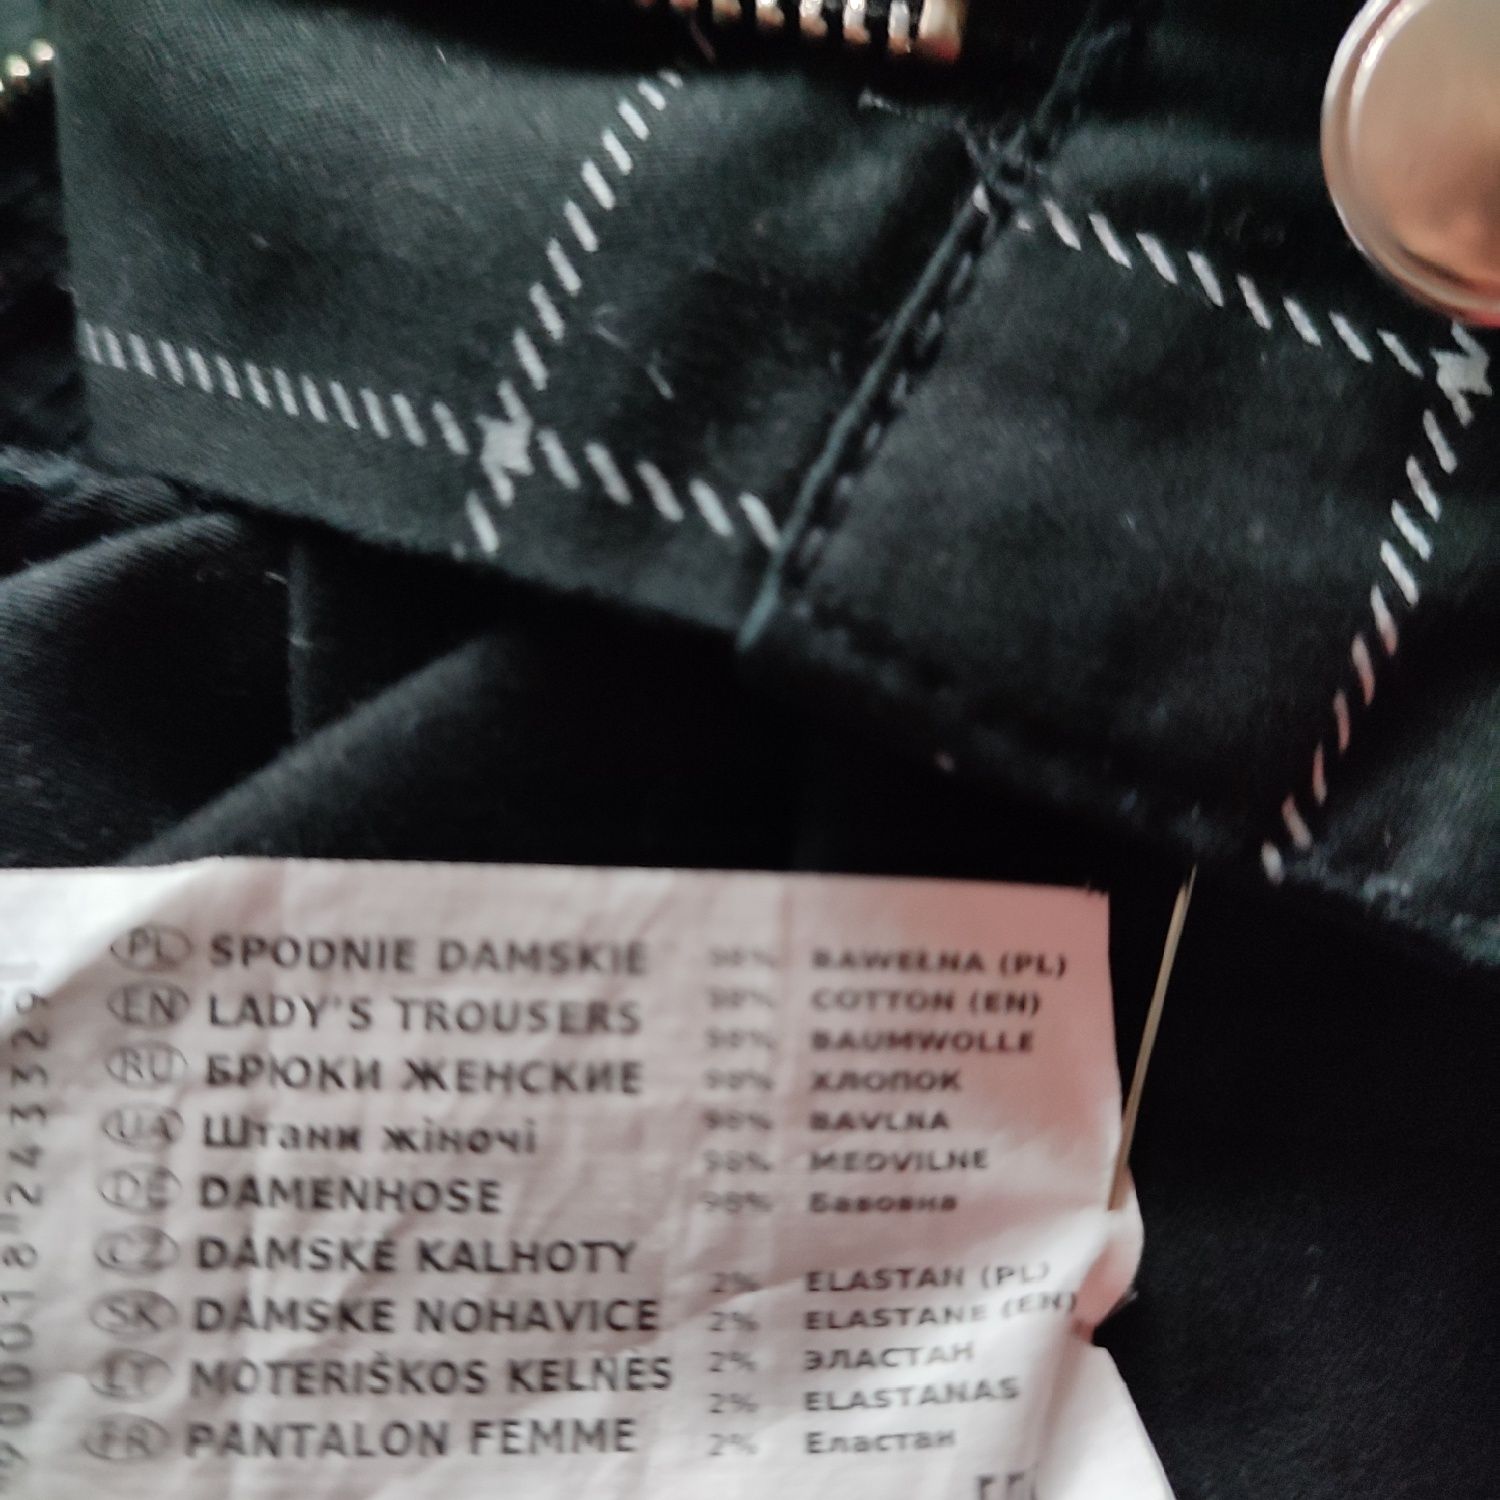 PL SPODNIE DAMSKIE
EN LADY'S TROUSERS
RU БРЮКИ ЖЕНСКИЕ
UA Штани жіночі
DE DAMENHOSE
CZ DÁMSKÉ KALHOTY
SK DÁMSKE NOHAVICE
LT MOTERIŠKOS KELNĖS
FR PANTALON FEMME
98% BAWEŁNA (PL)
98% COTTON (EN)
98% BAUMWOLLE
98% ХЛОПОК
98% BAVLNA
98% MEDVILNE
98% Бавовна
2% ELASTAN (PL)
2% ELASTANE (EN)
2% ЭЛАСТАН
2% ELASTANAS
2% Еластан